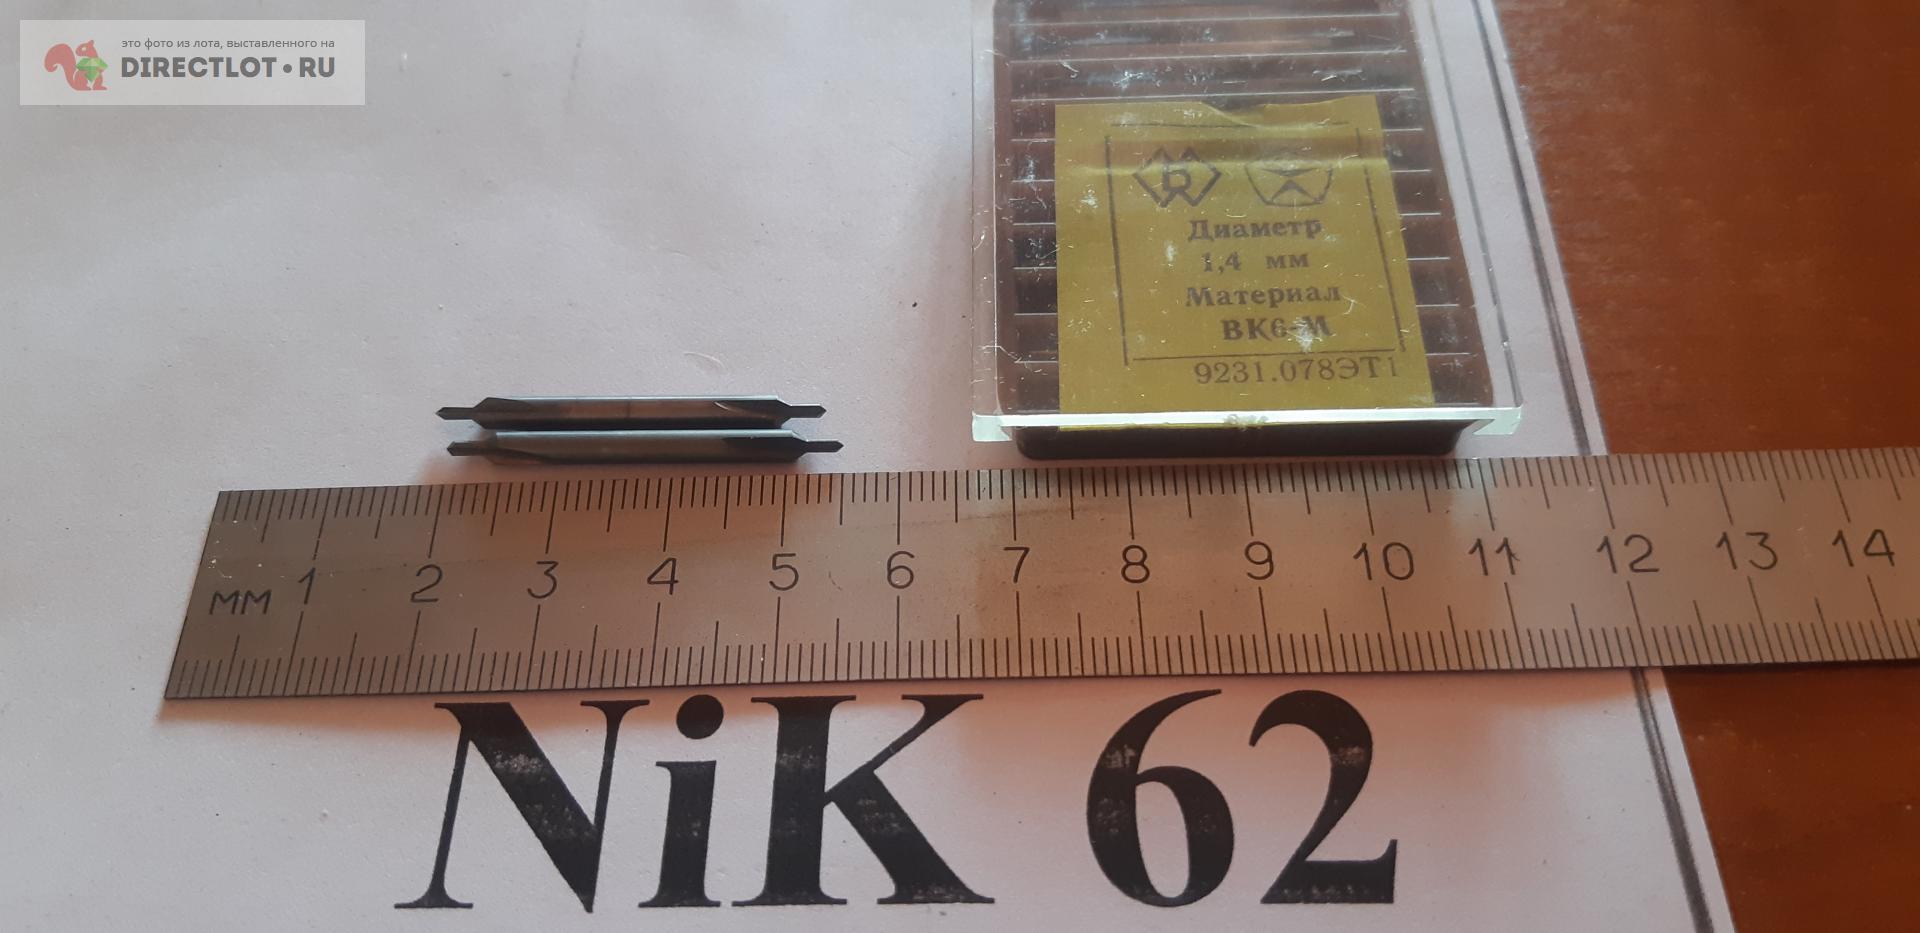 это фото из лота, выставленного на
DIRECTLOT.RU
Диаметр
1,4 мм
Материал
ВК6-М
9231.078ЭТ1
мм 1 2 3 4 5 6 7 8 9 10 11 12 13 14
NiK 62